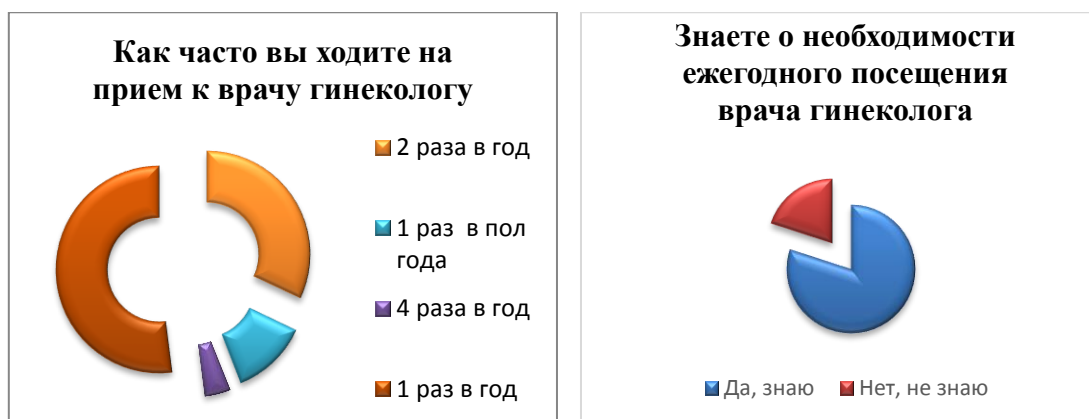 Как часто вы ходите на
прием к врачу гинекологу
2 раза в год
1 раз в пол
года
4 раза в год
1 раз в год
Знаете о необходимости
ежегодного посещения
врача гинеколога
Да, знаю
Нет, не знаю